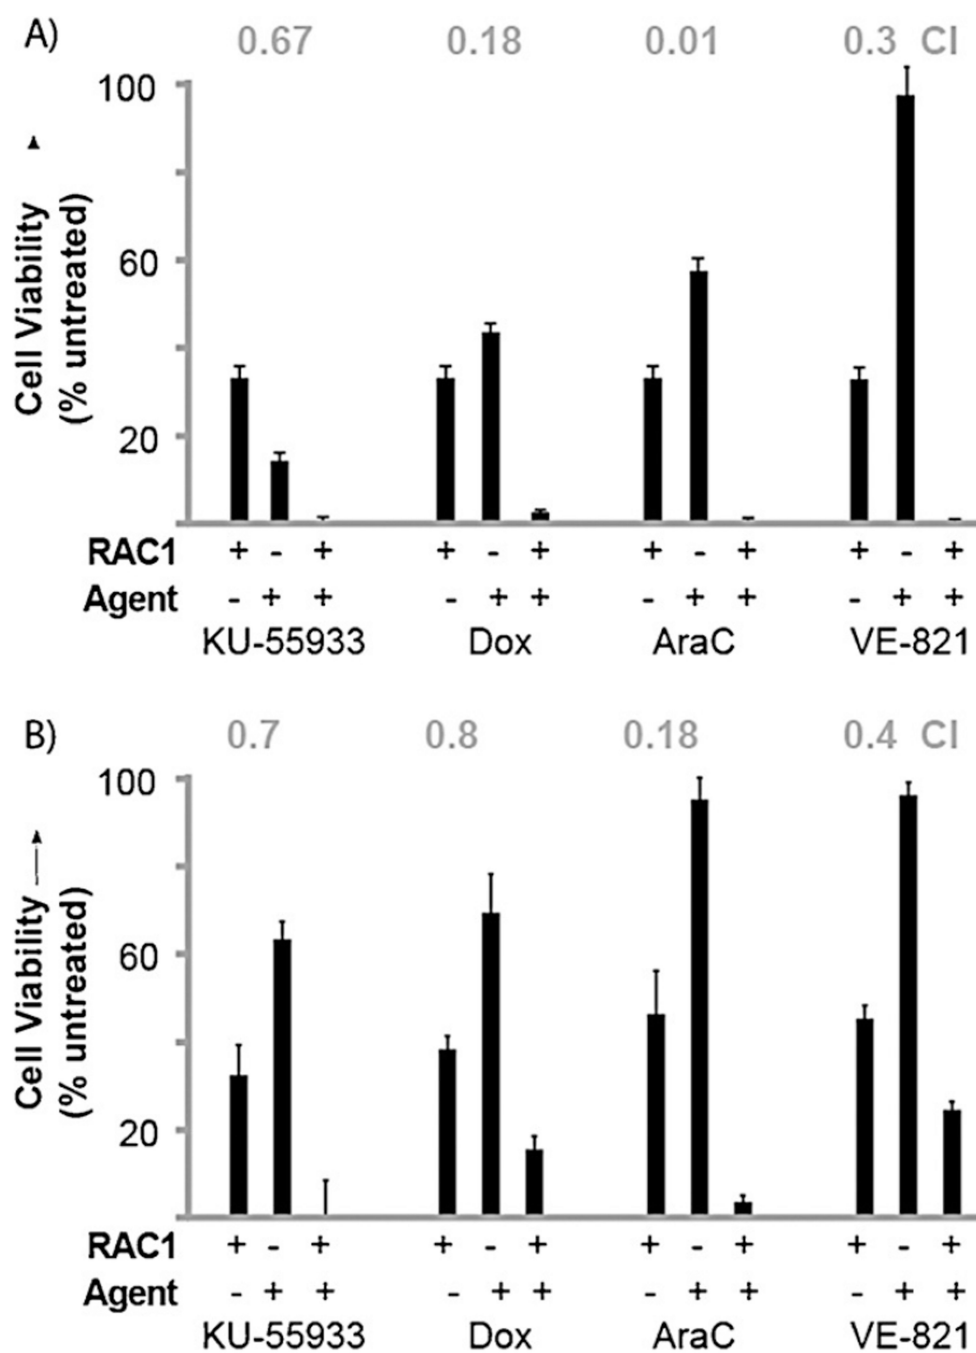 A)
0.67 0.18 0.01 0.3 CI
100
60
20
Cell Viability
(% untreated)
RAC1 + - + + - + + - + + - +
Agent - + + - + + - + + - + +
KU-55933 Dox AraC VE-821
B)
0.7 0.8 0.18 0.4 CI
100
60
20
Cell Viability
(% untreated)
RAC1 + - + + - + + - + + - +
Agent - + + - + + - + + - + +
KU-55933 Dox AraC VE-821